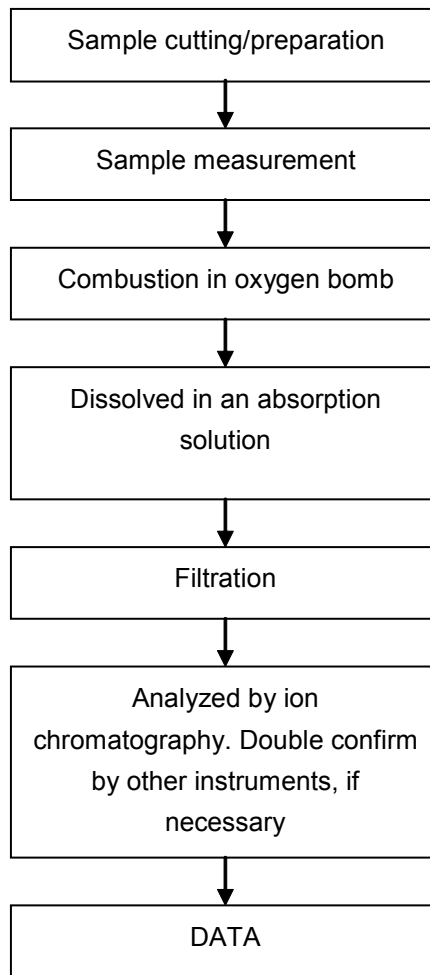 Sample cutting/preparation
Sample measurement
Combustion in oxygen bomb
Dissolved in an absorption
solution
Filtration
Analyzed by ion
chromatography. Double confirm
by other instruments, if
necessary
DATA